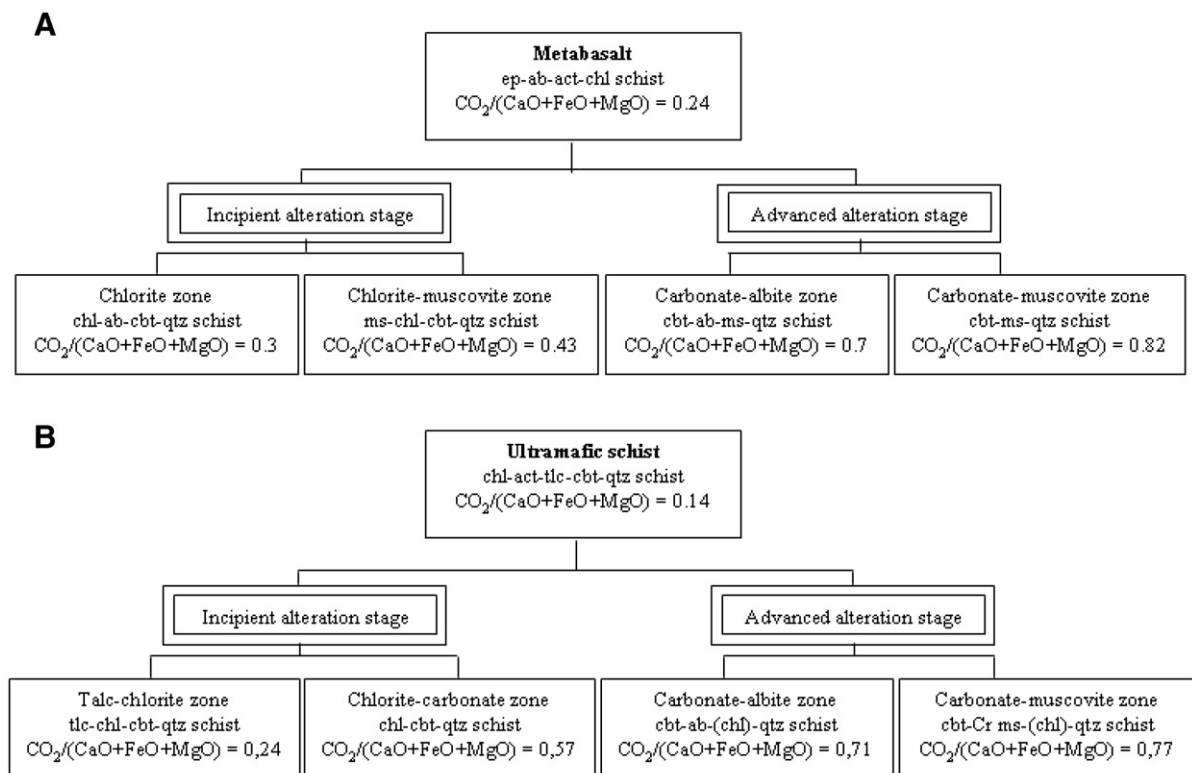 A
Metabasalt
ep-ab-act-chl schist
CO₂/(CaO+FeO+MgO) = 0.24
Incipient alteration stage
Advanced alteration stage
Chlorite zone
chl-ab-cbt-qtz schist
CO₂/(CaO+FeO+MgO) = 0.3
Chlorite-muscovite zone
ms-chl-cbt-qtz schist
CO₂/(CaO+FeO+MgO) = 0.43
Carbonate-albite zone
cbt-ab-ms-qtz schist
CO₂/(CaO+FeO+MgO) = 0.7
Carbonate-muscovite zone
cbt-ms-qtz schist
CO₂/(CaO+FeO+MgO) = 0.82
B
Ultramafic schist
chl-act-tlc-cbt-qtz schist
CO₂/(CaO+FeO+MgO) = 0.14
Incipient alteration stage
Advanced alteration stage
Talc-chlorite zone
tlc-chl-cbt-qtz schist
CO₂/(CaO+FeO+MgO) = 0,24
Chlorite-carbonate zone
chl-cbt-qtz schist
CO₂/(CaO+FeO+MgO) = 0,57
Carbonate-albite zone
cbt-ab-(chl)-qtz schist
CO₂/(CaO+FeO+MgO) = 0,71
Carbonate-muscovite zone
cbt-Cr ms-(chl)-qtz schist
CO₂/(CaO+FeO+MgO) = 0,77